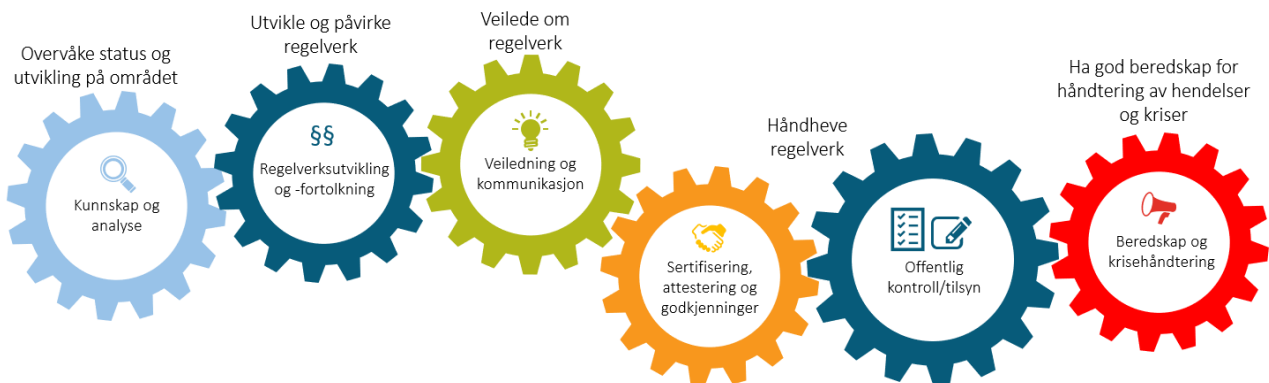 Overvåke status og
utvikling på området
Kunnskap og
analyse
Utvikle og påvirke
regelverk
§§
Regelverksutvikling
og -fortolkning
Veilede om
regelverk
Veiledning og
kommunikasjon
Sertifisering,
attestering og
godkjenninger
Håndheve
regelverk
Offentlig
kontroll/tilsyn
Ha god beredskap for
håndtering av hendelser
og kriser
Beredskap og
krisehåndtering